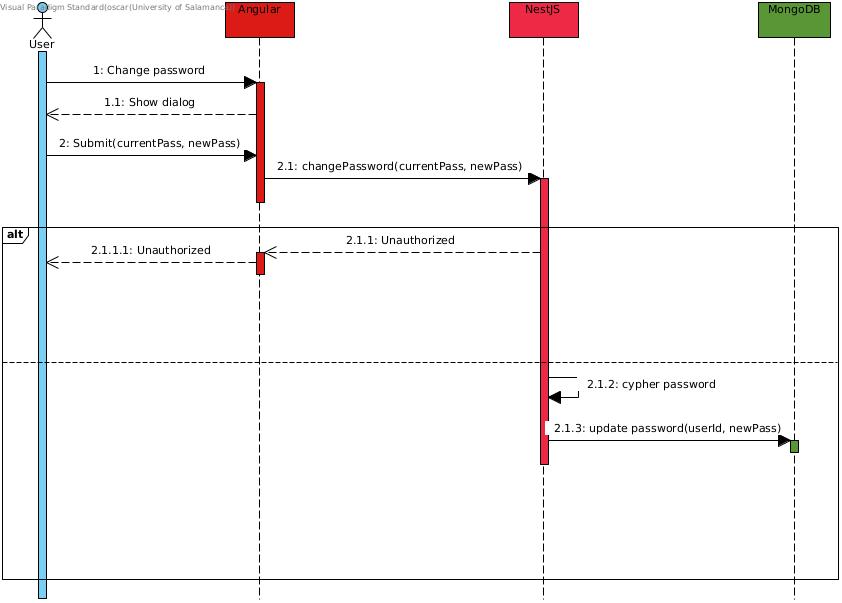 Visual Paradigm Standard(oscar(University of Salamanca))
User
Angular
NestJS
MongoDB
1: Change password
1.1: Show dialog
2: Submit(currentPass, newPass)
2.1: changePassword(currentPass, newPass)
alt
2.1.1: Unauthorized
2.1.1.1: Unauthorized
2.1.2: cypher password
2.1.3: update password(userId, newPass)